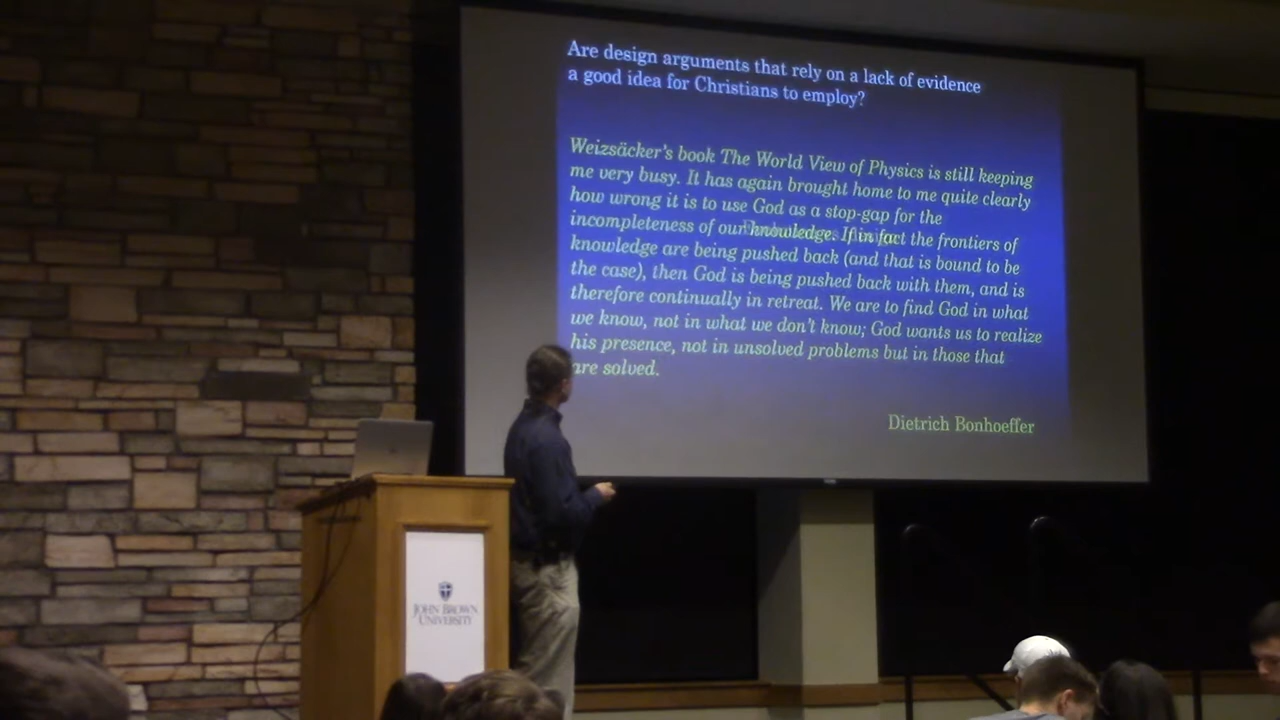 Are design arguments that rely on a lack of evidence
a good idea for Christians to employ?
Weizsäcker's book The World View of Physics is still keeping
me very busy. It has again brought home to me quite clearly
how wrong it is to use God as a stop-gap for the
incompleteness of our knowledge. If in fact the frontiers of
knowledge are being pushed back (and that is bound to be
the case), then God is being pushed back with them, and is
therefore continually in retreat. We are to find God in what
we know, not in what we don't know; God wants us to realize
his presence, not in unsolved problems but in those that
are solved.
Dietrich Bonhoeffer
JOHN BROWN
UNIVERSITY